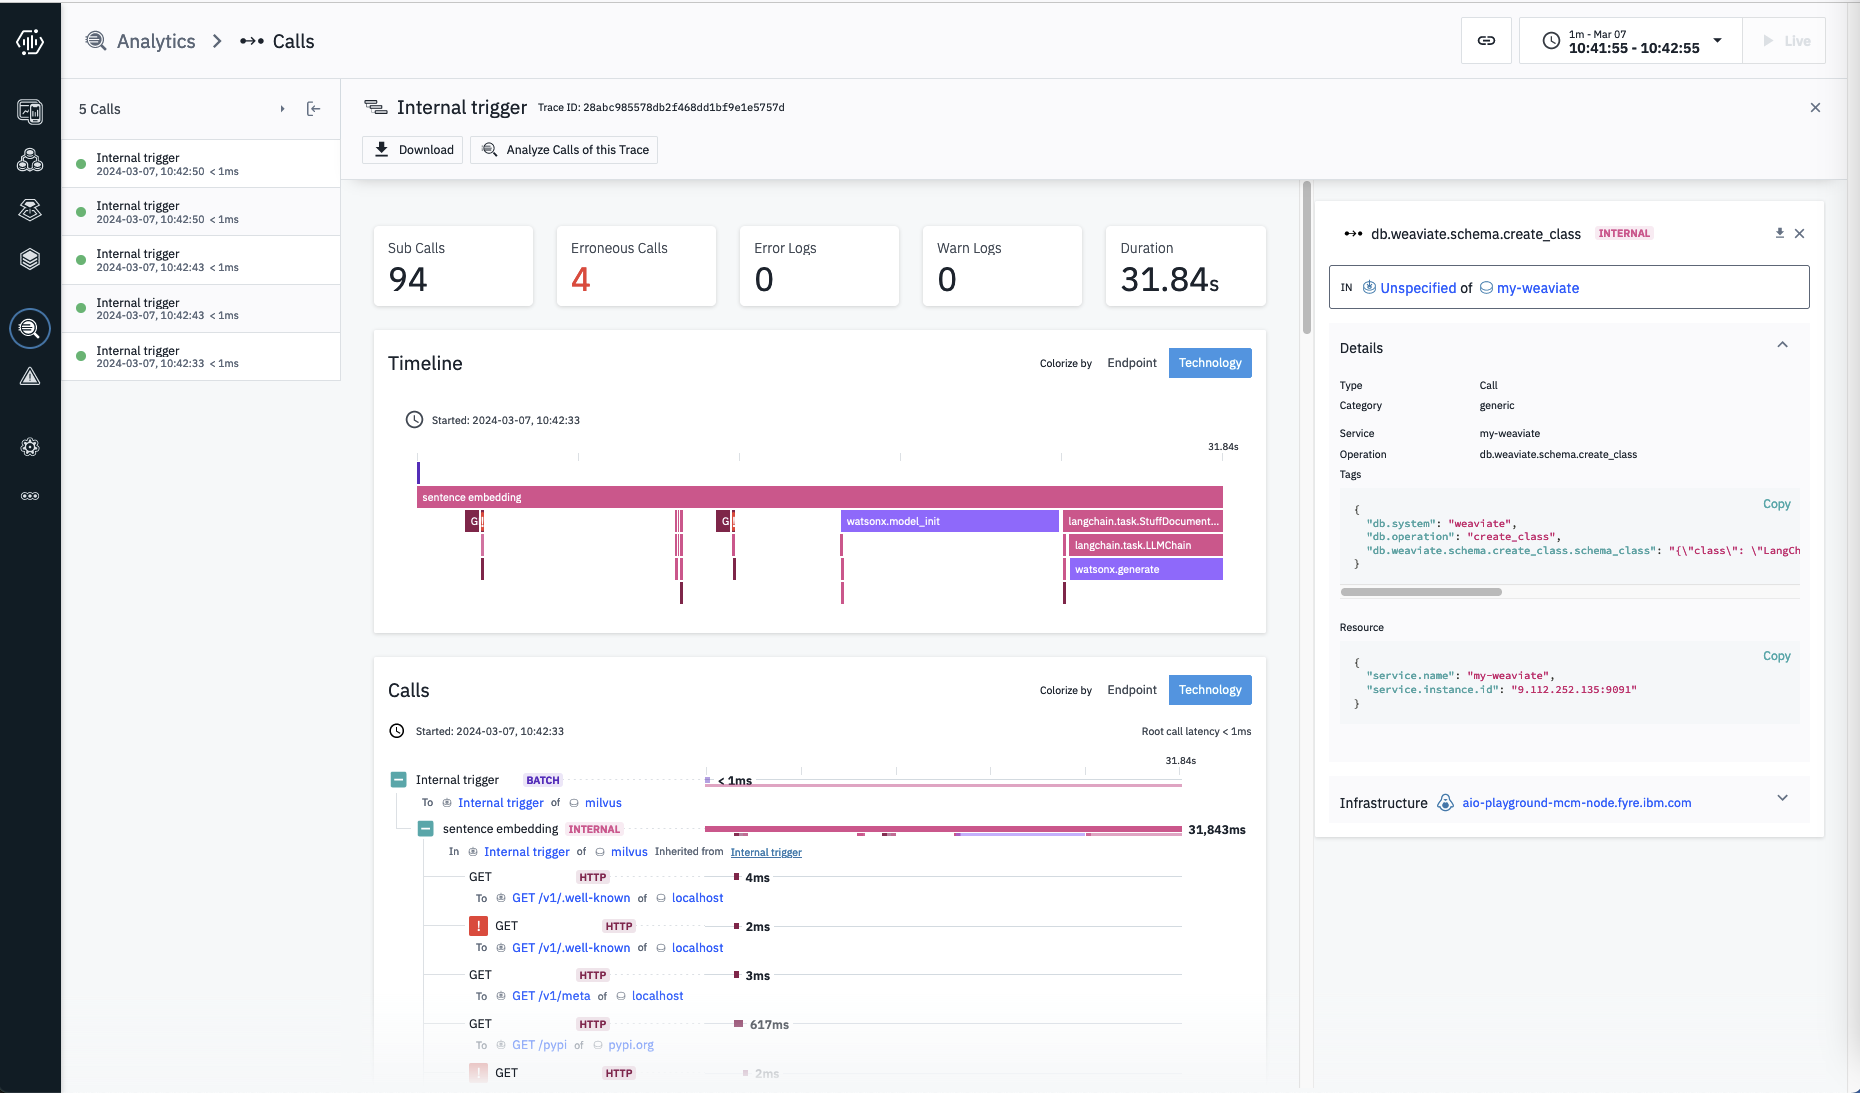 Analytics
Calls
1m - Mar 07
10:41:55 - 10:42:55
Live
5 Calls
Internal trigger
2024-03-07, 10:42:50 < 1ms
Internal trigger
2024-03-07, 10:42:50 < 1ms
Internal trigger
2024-03-07, 10:42:43 < 1ms
Internal trigger
2024-03-07, 10:42:43 < 1ms
Internal trigger
2024-03-07, 10:42:33 < 1ms
Internal trigger Trace ID: 28abc985578db2f468dd1bf9e1e5757d
Download Analyze Calls of this Trace
Sub Calls
94
Erroneous Calls
4
Error Logs
0
Warn Logs
0
Duration
31.84s
Timeline
Colorize by Endpoint Technology
Started: 2024-03-07, 10:42:33
31.84s
sentence embedding
G ! G ! watsonx.model_init langchain.task.StuffDocument...
langchain.task.LLMChain
watsonx.generate
Calls
Colorize by Endpoint Technology
Started: 2024-03-07, 10:42:33
Root call latency < 1ms
31.84s
Internal trigger BATCH < 1ms
To Internal trigger of milvus
sentence embedding INTERNAL 31,843ms
In Internal trigger of milvus Inherited from Internal trigger
GET HTTP 4ms
To GET /v1/.well-known of localhost
! GET HTTP 2ms
To GET /v1/.well-known of localhost
GET HTTP 3ms
To GET /v1/meta of localhost
GET HTTP 617ms
To GET /pypi of pypi.org
! GET HTTP 2ms
db.weaviate.schema.create_class INTERNAL
IN Unspecified of my-weaviate
Details
Type Call
Category generic
Service my-weaviate
Operation db.weaviate.schema.create_class
Tags
Copy
{
"db.system": "weaviate",
"db.operation": "create_class",
"db.weaviate.schema.create_class.schema_class": "{\"class\": \"LangCh
}
Resource
Copy
{
"service.name": "my-weaviate",
"service.instance.id": "9.112.252.135:9091"
}
Infrastructure aio-playground-mcm-node.fyre.ibm.com